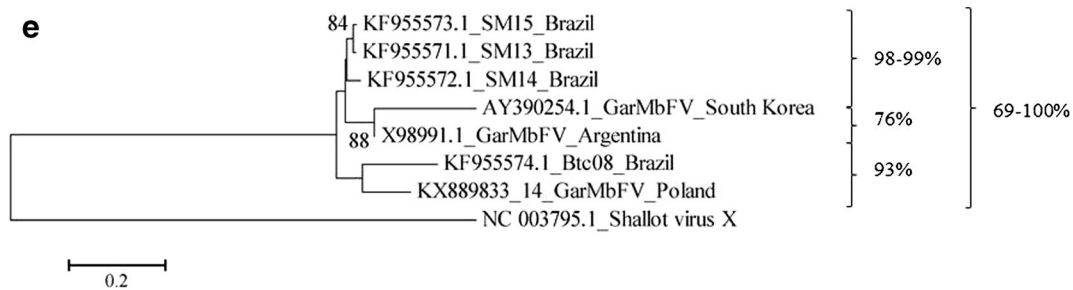 e
84 KF955573.1_SM15_Brazil
KF955571.1_SM13_Brazil
98-99%
KF955572.1_SM14_Brazil
AY390254.1_GarMbFV_South Korea
69-100%
76%
88 X98991.1_GarMbFV_Argentina
KF955574.1_Btc08_Brazil
93%
KX889833_14_GarMbFV_Poland
NC 003795.1_Shallot virus X
0.2